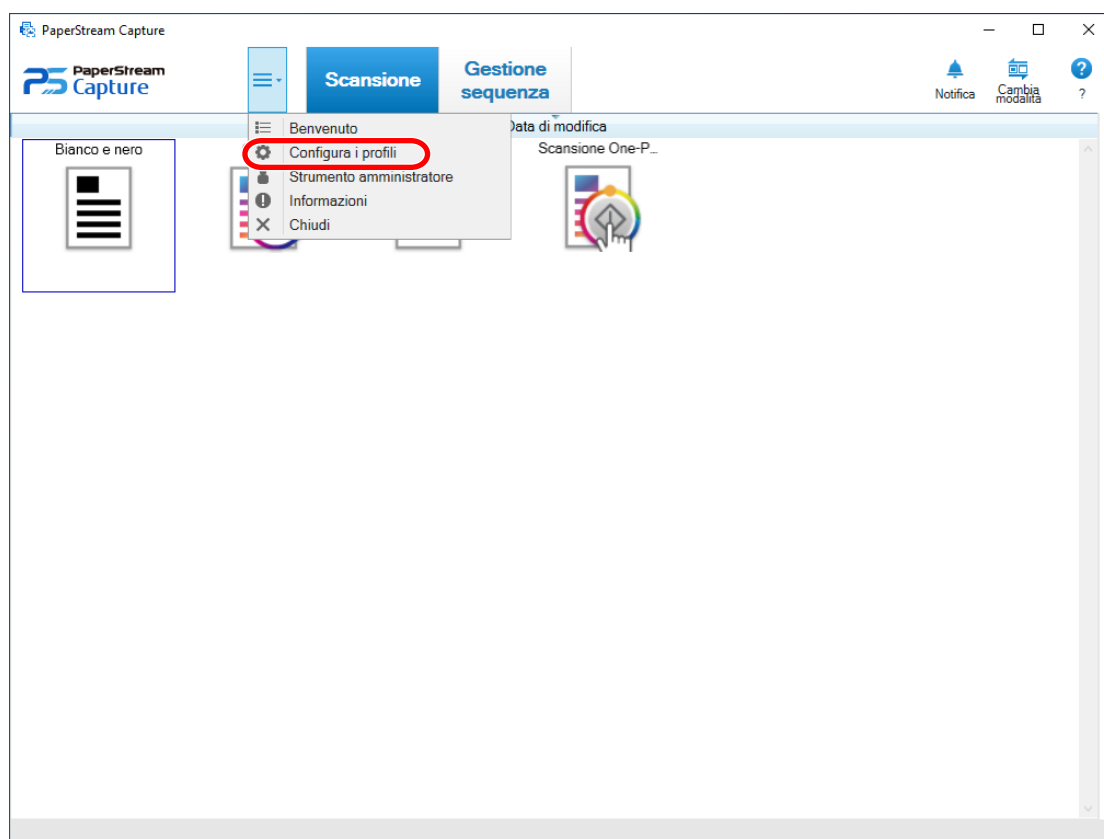 PaperStream Capture
PaperStream
Capture
Scansione
Gestione
sequenza
Notifica
Cambia
modalità
?
?
Data di modifica
Benvenuto
Configura i profili
Strumento amministratore
Informazioni
Chiudi
Bianco e nero
Scansione One-P...